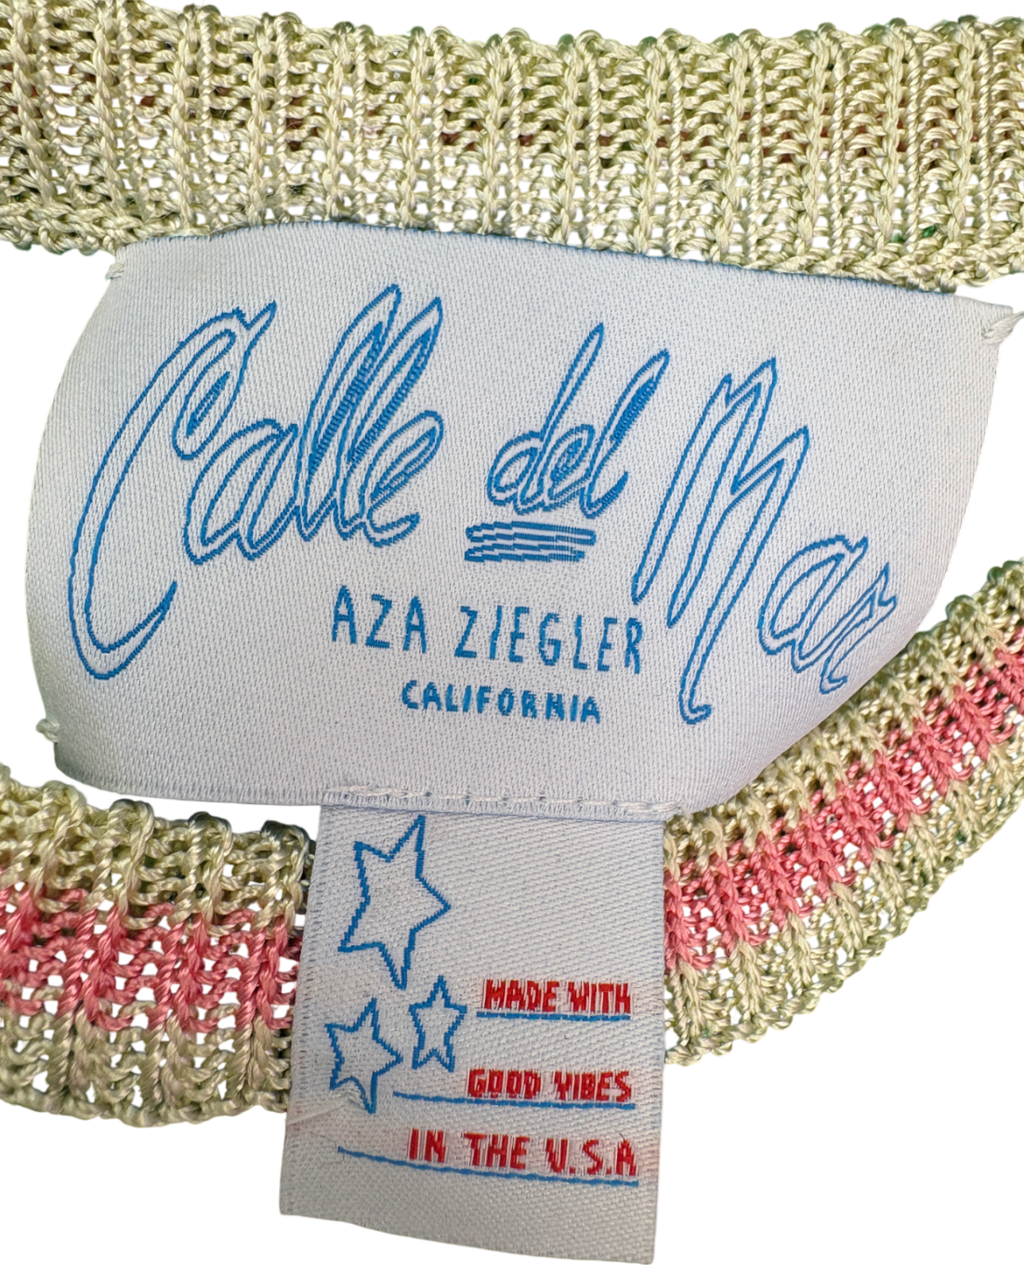 Calle del Mar
AZA ZIEGLER
CALIFORNIA
MADE WITH
GOOD VIBES
IN THE U.S.A